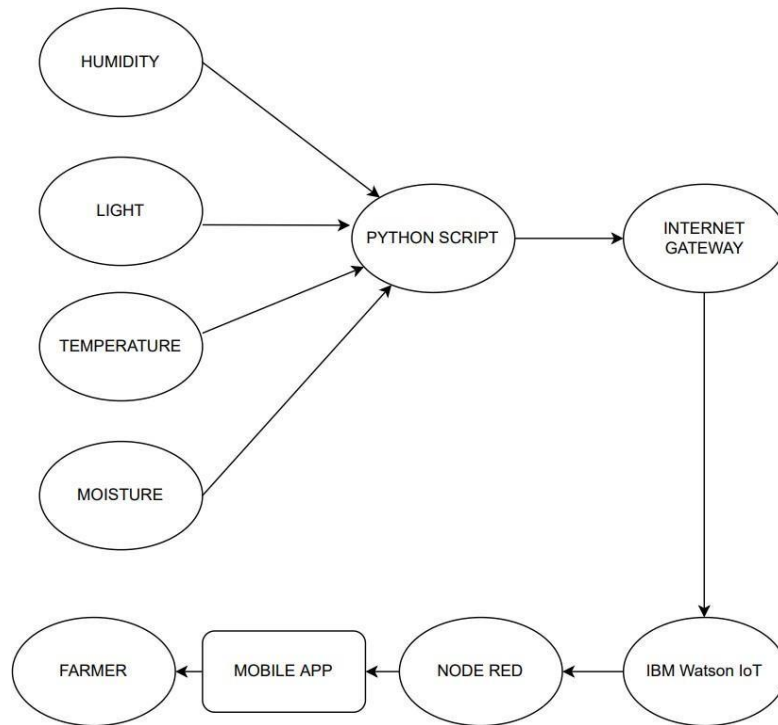 HUMIDITY
LIGHT
TEMPERATURE
MOISTURE
PYTHON SCRIPT
INTERNET
GATEWAY
IBM Watson IoT
NODE RED
MOBILE APP
FARMER